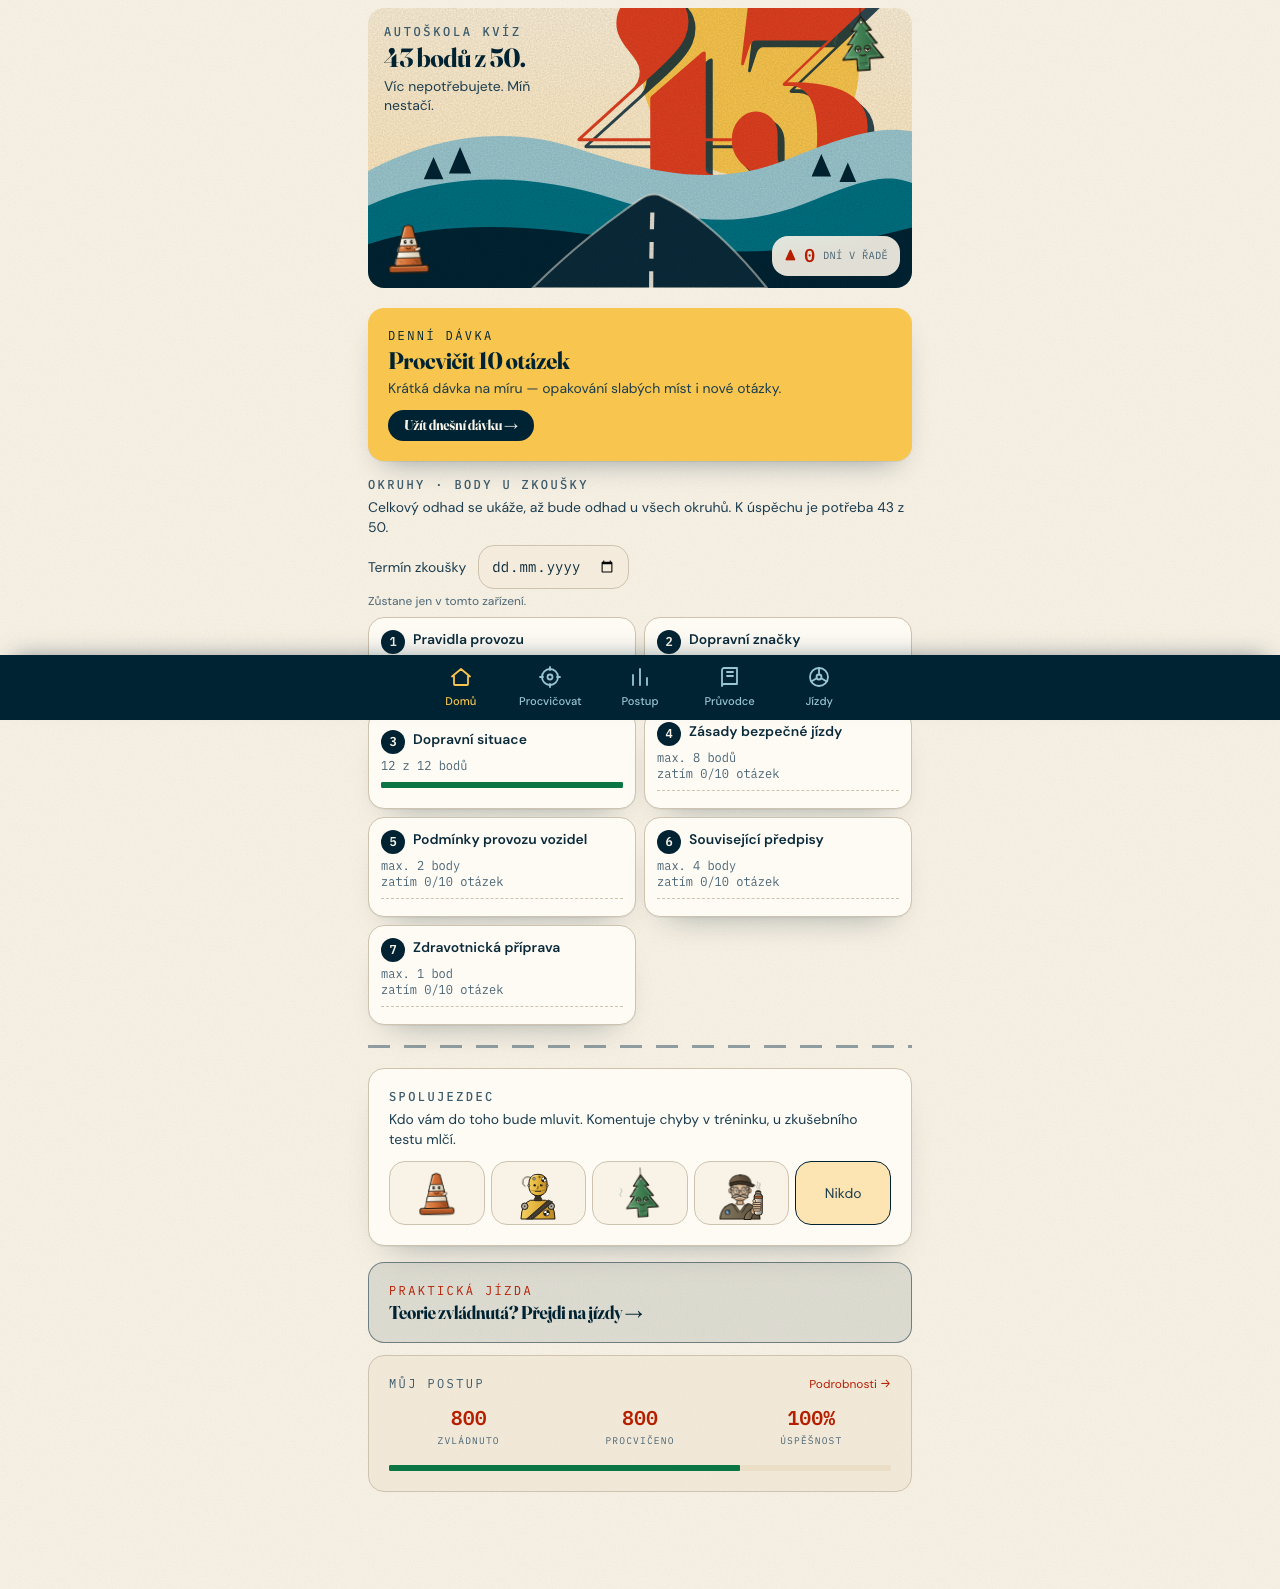 AUTOŠKOLA KVÍZ
43 bodů z 50.
Víc nepotřebujete. Míň
nestačí.
43
0 DNÍ V ŘADĚ
DENNÍ DÁVKA
Procvičit 10 otázek
Krátká dávka na míru — opakování slabých míst i nové otázky.
Užít dnešní dávku →
OKRUHY · BODY U ZKOUŠKY
Celkový odhad se ukáže, až bude odhad u všech okruhů. K úspěchu je potřeba 43 z
50.
Termín zkoušky dd.mm.yyyy
Zůstane jen v tomto zařízení.
1 Pravidla provozu
2 Dopravní značky
Domů
Procvičovat
Postup
Průvodce
Jízdy
3 Dopravní situace
12 z 12 bodů
4 Zásady bezpečné jízdy
max. 8 bodů
zatím 0/10 otázek
5 Podmínky provozu vozidel
max. 2 body
zatím 0/10 otázek
6 Související předpisy
max. 4 body
zatím 0/10 otázek
7 Zdravotnická příprava
max. 1 bod
zatím 0/10 otázek
SPOLUJEZDEC
Kdo vám do toho bude mluvit. Komentuje chyby v tréninku, u zkušebního
testu mlčí.
Nikdo
PRAKTICKÁ JÍZDA
Teorie zvládnutá? Přejdi na jízdy →
MŮJ POSTUP
Podrobnosti →
800
ZVLÁDNUTO
800
PROCVIČENO
100%
ÚSPĚŠNOST